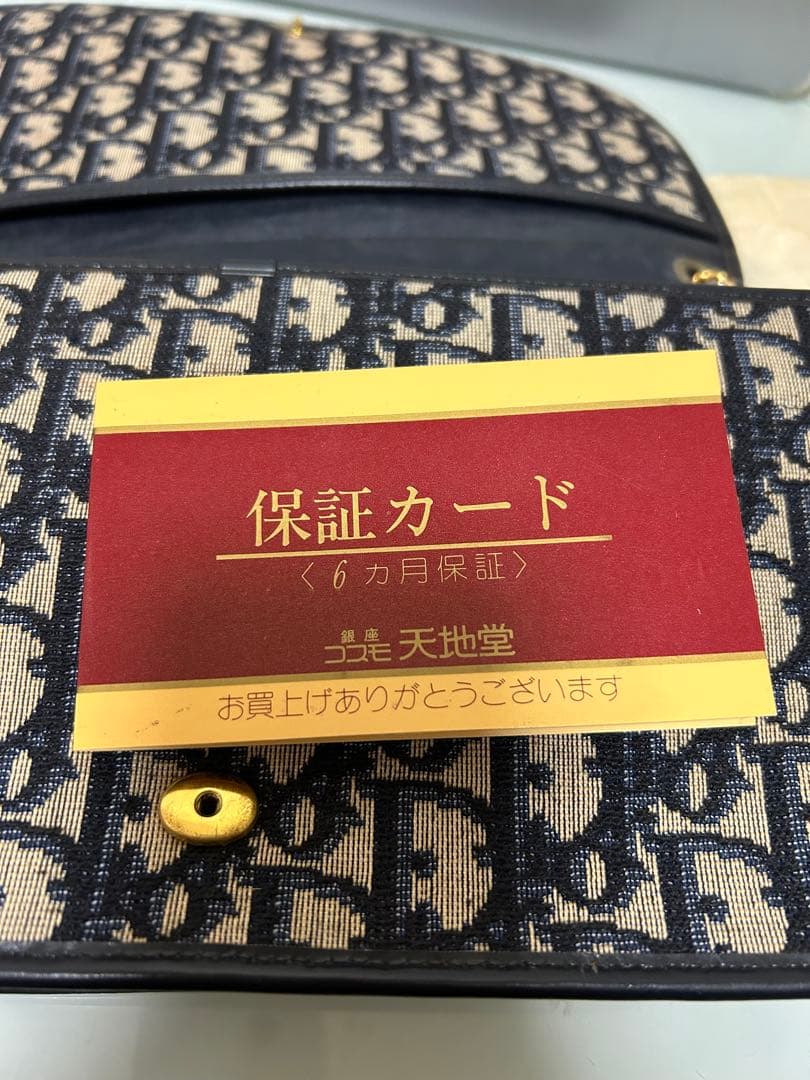 保証カード
〈6ヵ月保証〉
銀座
コスモ 天地堂
お買上げありがとうございます